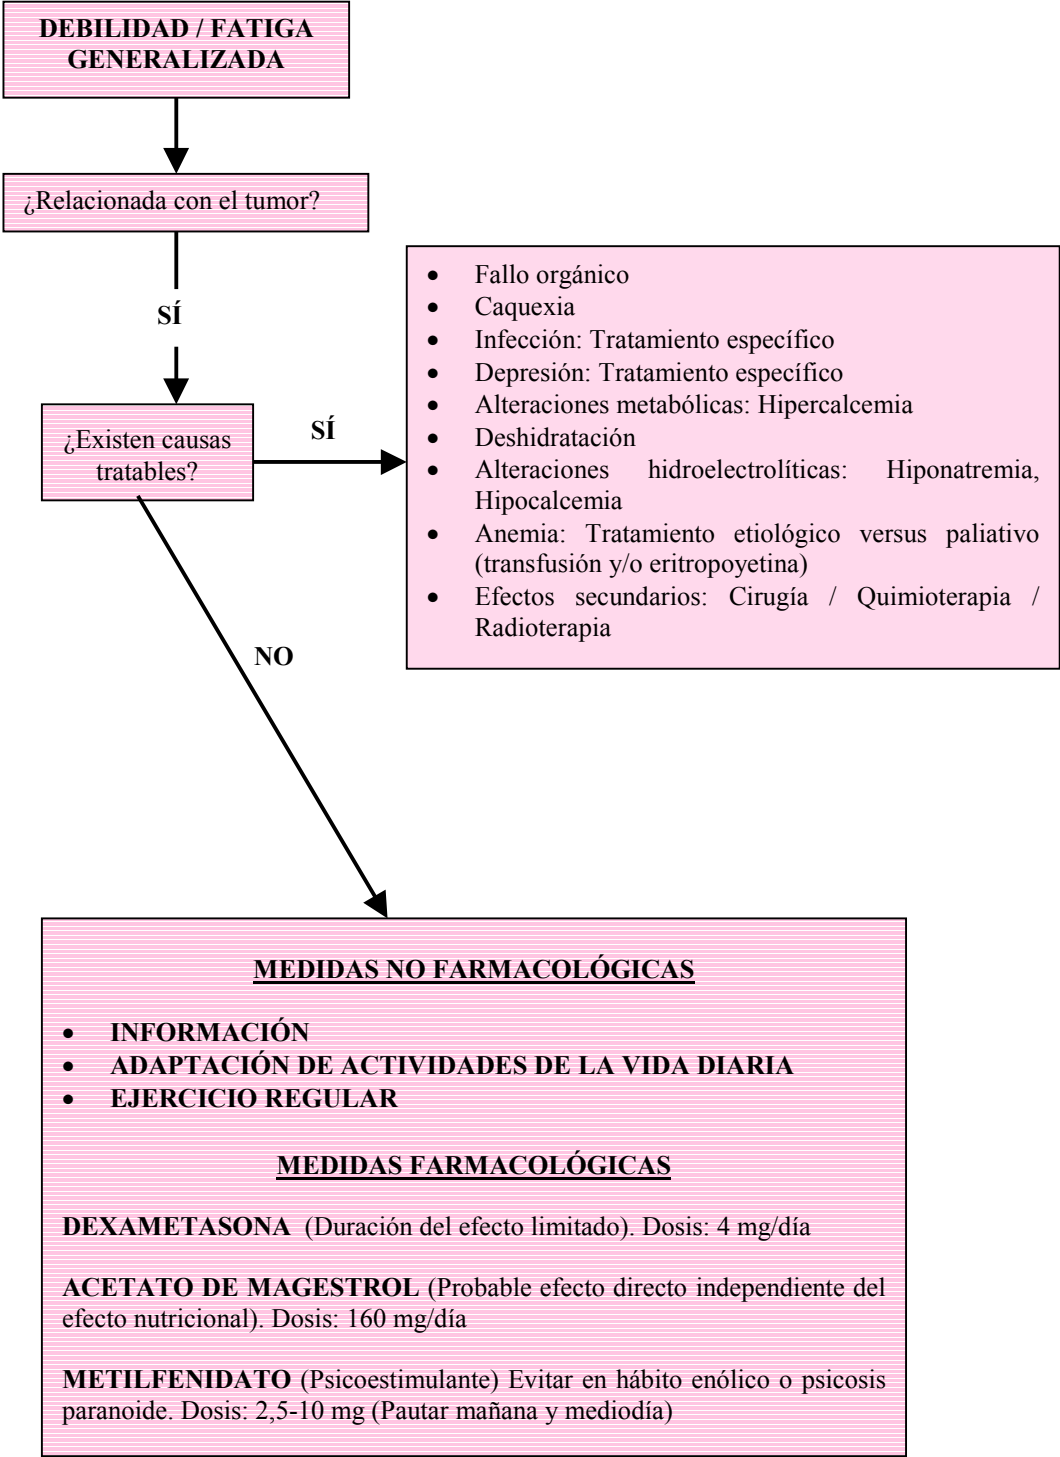 DEBILIDAD / FATIGA
GENERALIZADA
¿Relacionada con el tumor?
SÍ
¿Existen causas
tratables?
SÍ
• Fallo orgánico
• Caquexia
• Infección: Tratamiento específico
• Depresión: Tratamiento específico
• Alteraciones metabólicas: Hipercalcemia
• Deshidratación
• Alteraciones hidroelectrolíticas: Hiponatremia,
Hipocalcemia
• Anemia: Tratamiento etiológico versus paliativo
(transfusión y/o eritropoyetina)
• Efectos secundarios: Cirugía / Quimioterapia /
Radioterapia
NO
MEDIDAS NO FARMACOLÓGICAS
• INFORMACIÓN
• ADAPTACIÓN DE ACTIVIDADES DE LA VIDA DIARIA
• EJERCICIO REGULAR
MEDIDAS FARMACOLÓGICAS
DEXAMETASONA (Duración del efecto limitado). Dosis: 4 mg/día
ACETATO DE MAGESTROL (Probable efecto directo independiente del
efecto nutricional). Dosis: 160 mg/día
METILFENIDATO (Psicoestimulante) Evitar en hábito enólico o psicosis
paranoide. Dosis: 2,5-10 mg (Pautar mañana y mediodía)